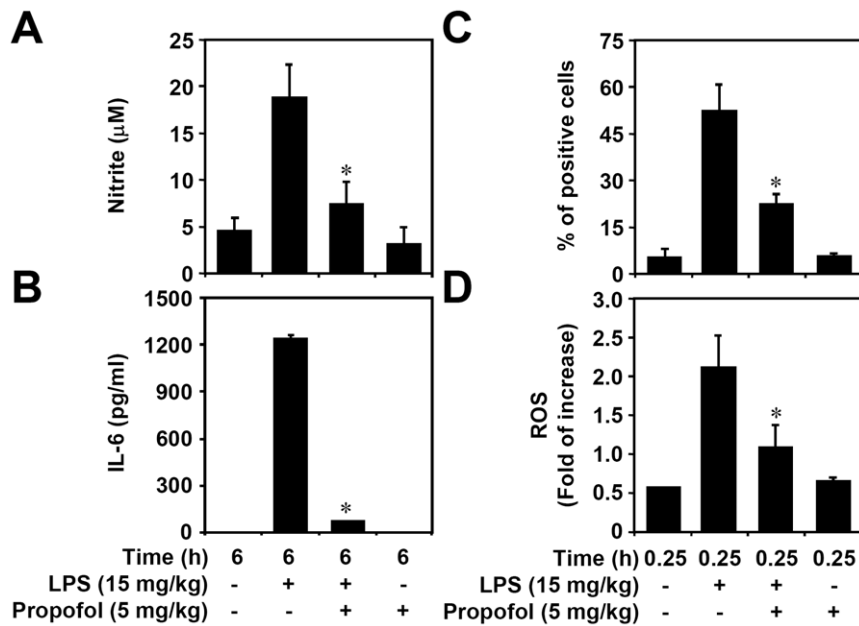 A
Nitrite (μM)
25
20
15
10
5
0
*
B
IL-6 (pg/ml)
1500
1200
900
600
300
0
*
Time (h) 6 6 6 6
LPS (15 mg/kg) - + + -
Propofol (5 mg/kg) - - + +
C
% of positive cells
75
60
45
30
15
0
*
D
ROS
(Fold of increase)
3.0
2.5
2.0
1.5
1.0
0.5
0
*
Time (h) 0.25 0.25 0.25 0.25
LPS (15 mg/kg) - + + -
Propofol (5 mg/kg) - - + +